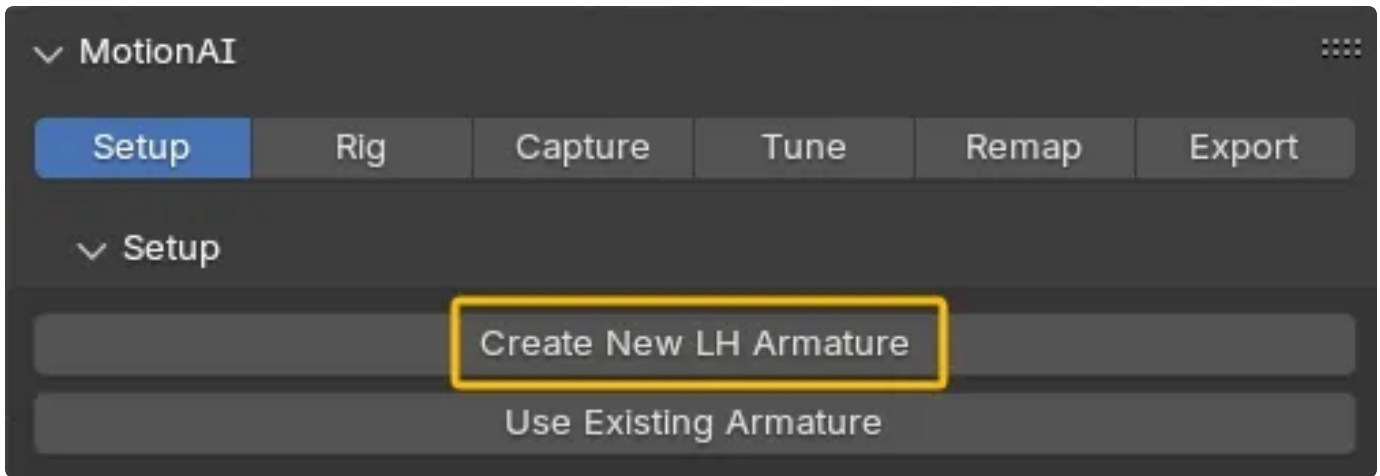 MotionAI
Setup Rig Capture Tune Remap Export
Setup
Create New LH Armature
Use Existing Armature